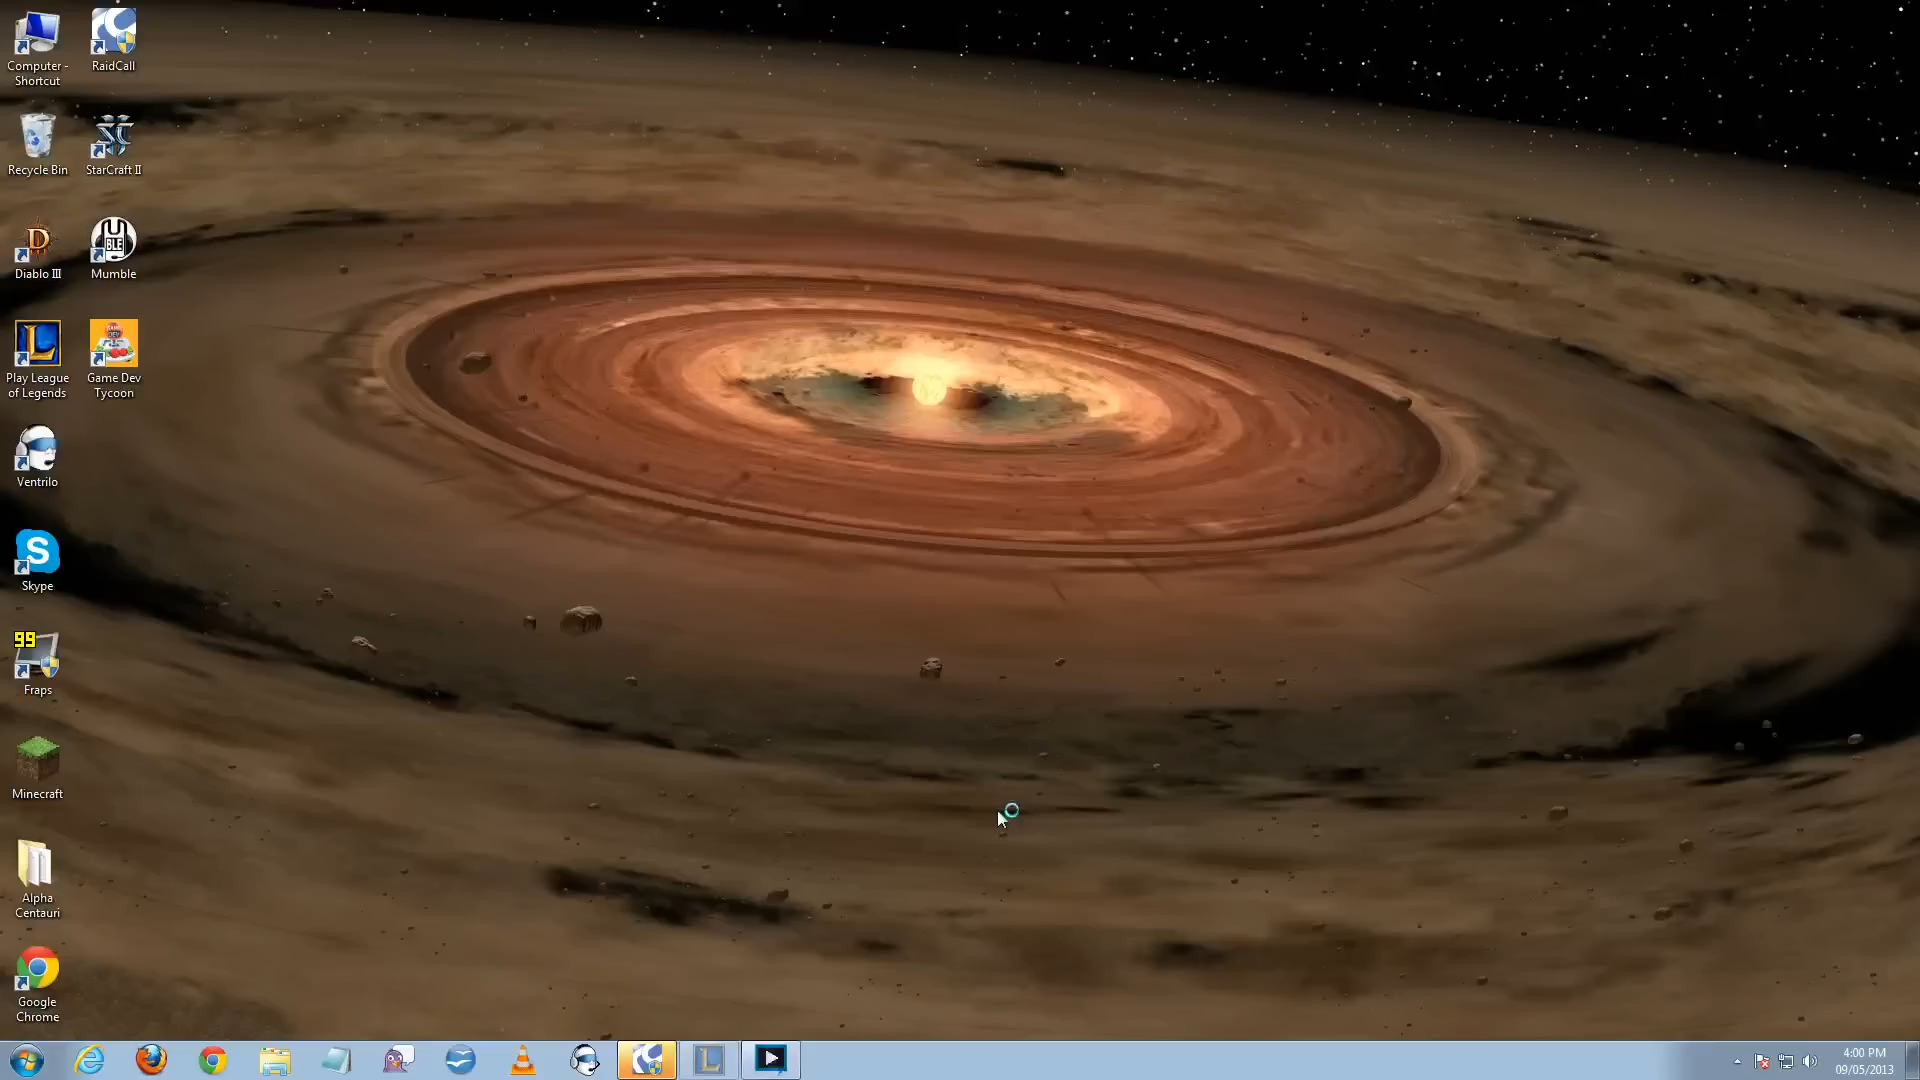 Computer -
Shortcut
RaidCall
Recycle Bin
StarCraft II
Diablo III
Mumble
BLE
Play League
of Legends
Game Dev
Tycoon
Ventrilo
Skype
99
Fraps
Minecraft
Alpha
Centauri
Google
Chrome
4:00 PM
09/05/2013